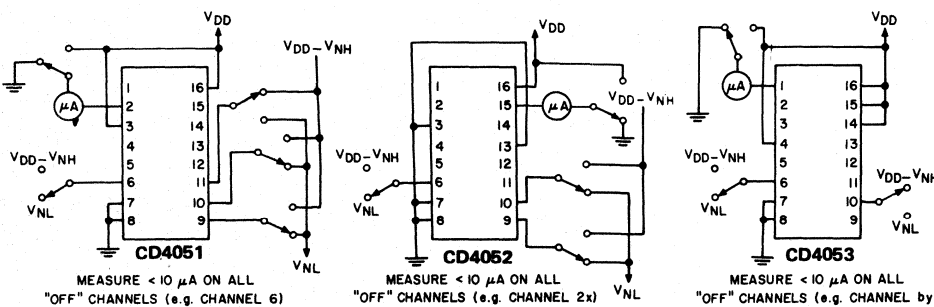 VDD
VDD–VNH
μA
1 2 3 4 5 6 7 8
16 15 14 13 12 11 10 9
VDD–VNH
VNL
VNL
CD4051
MEASURE < 10 μA ON ALL
"OFF" CHANNELS (e.g. CHANNEL 6)
VDD
VDD–VNH
μA
1 2 3 4 5 6 7 8
16 15 14 13 12 11 10 9
VDD–VNH
VNL
VNL
CD4052
MEASURE < 10 μA ON ALL
"OFF" CHANNELS (e.g. CHANNEL 2x)
VDD
μA
1 2 3 4 5 6 7 8
16 15 14 13 12 11 10 9
VDD–VNH
VNL
VDD–VNH
VNL
CD4053
MEASURE < 10 μA ON ALL
"OFF" CHANNELS (e.g. CHANNEL by